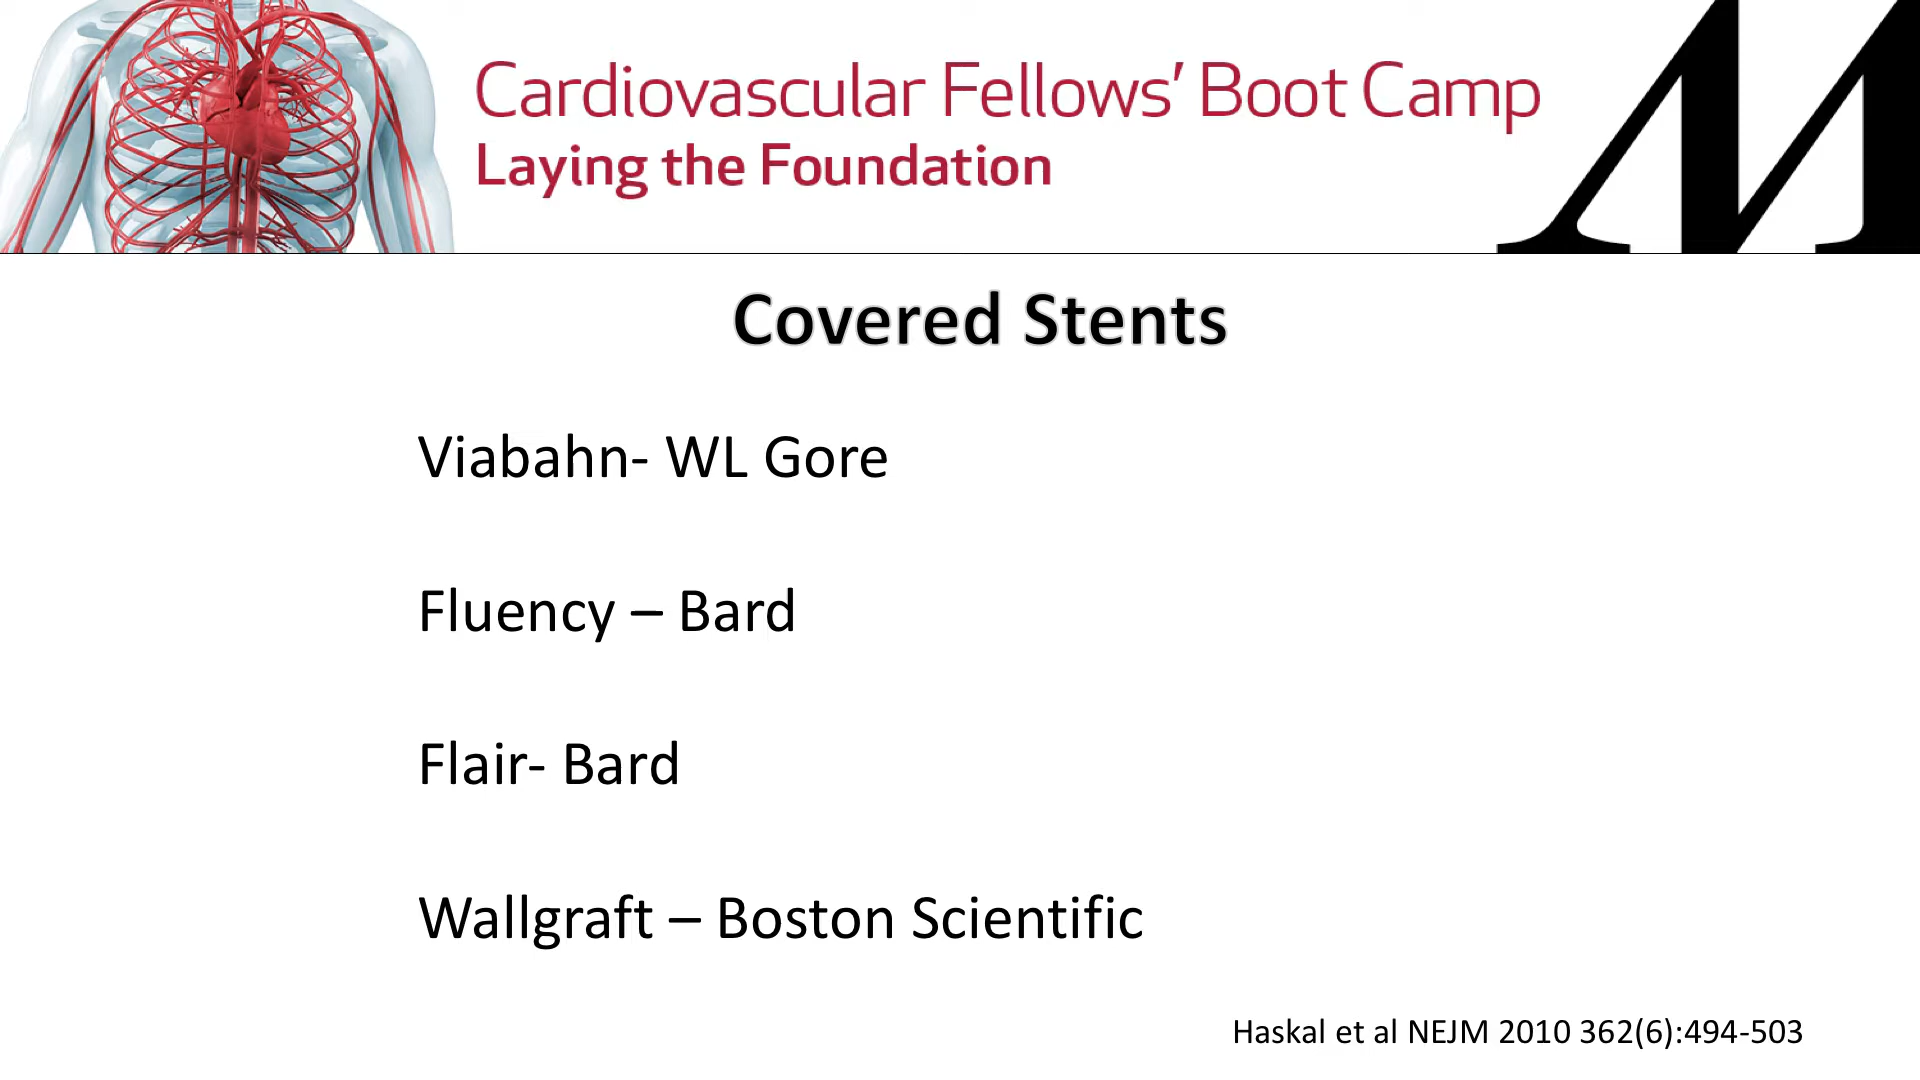 Cardiovascular Fellows’ Boot Camp
Laying the Foundation
M
Covered Stents
Viabahn- WL Gore
Fluency – Bard
Flair- Bard
Wallgraft – Boston Scientific
Haskal et al NEJM 2010 362(6):494-503